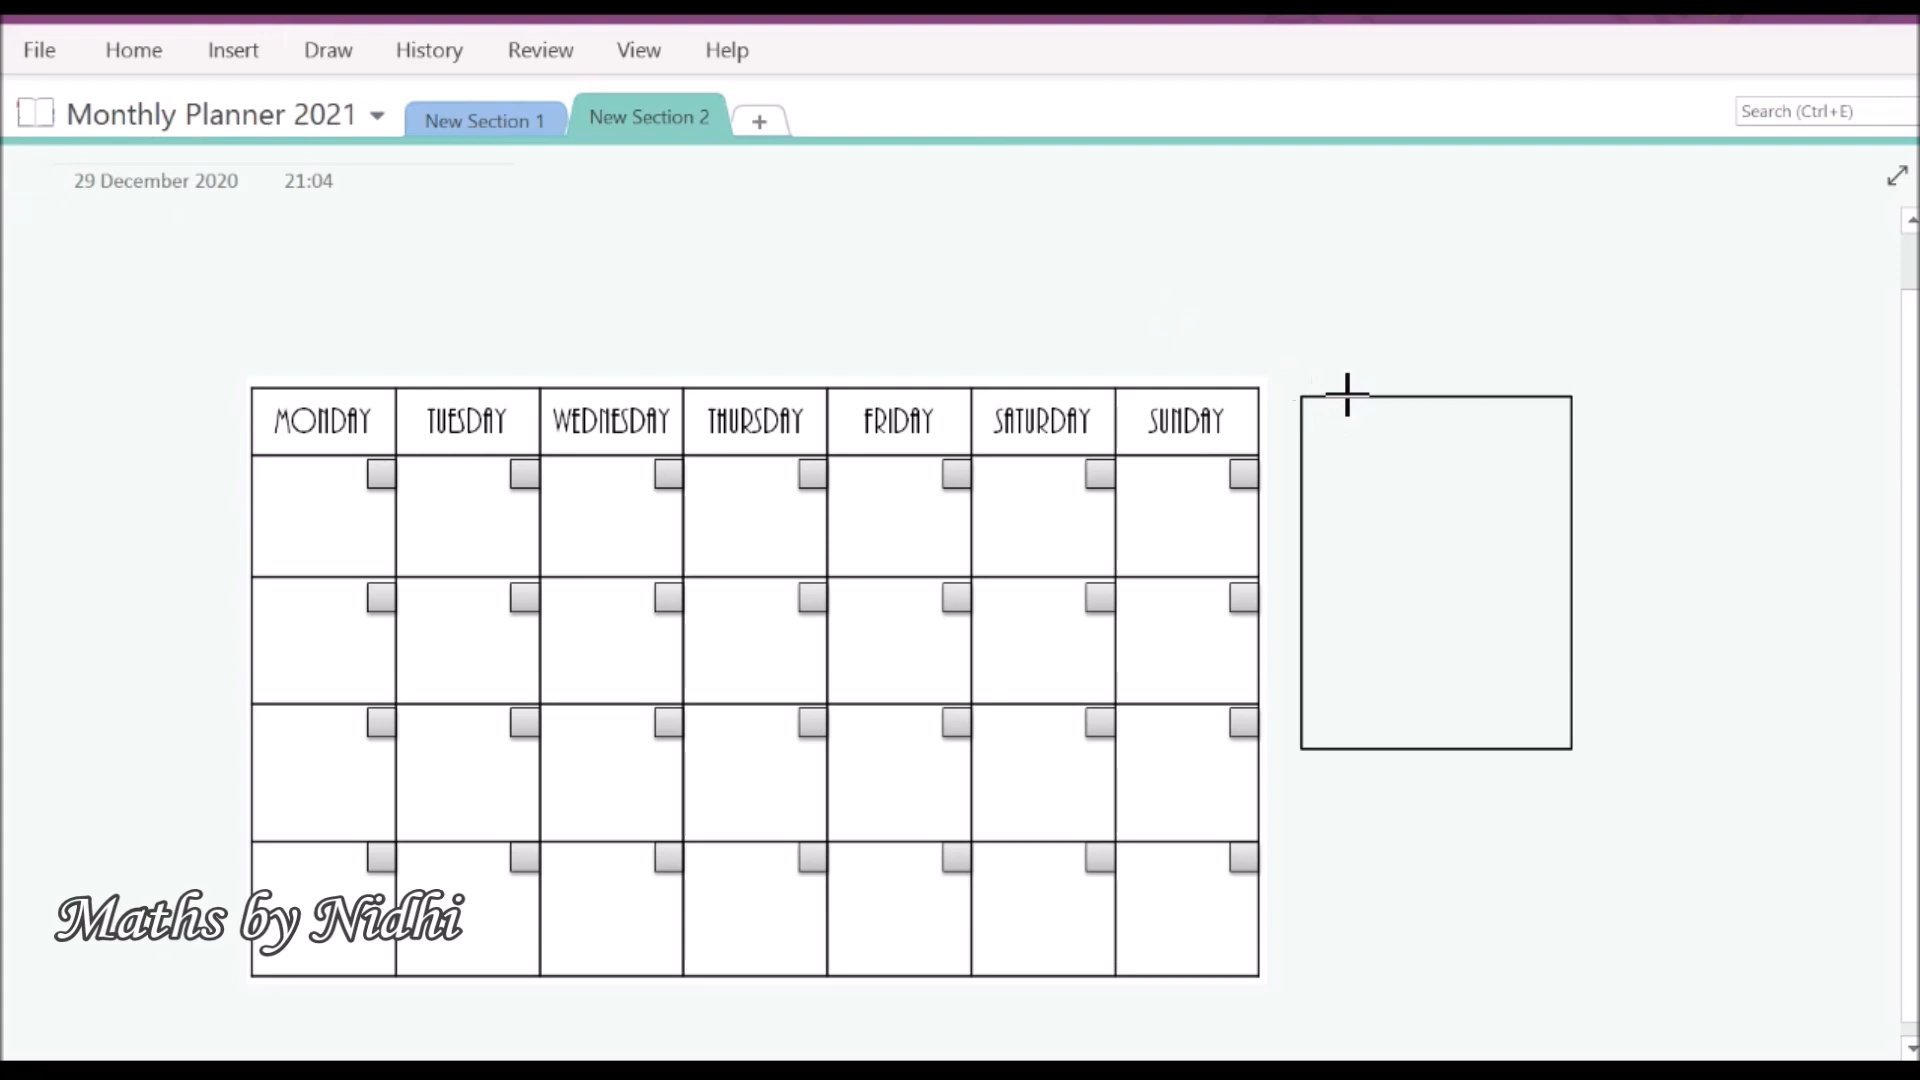 File Home Insert Draw History Review View Help
Monthly Planner 2021 New Section 1 New Section 2 + Search (Ctrl+E)
29 December 2020 21:04
MONDAY TUESDAY WEDNESDAY THURSDAY FRIDAY SATURDAY SUNDAY
Maths by Nidhi